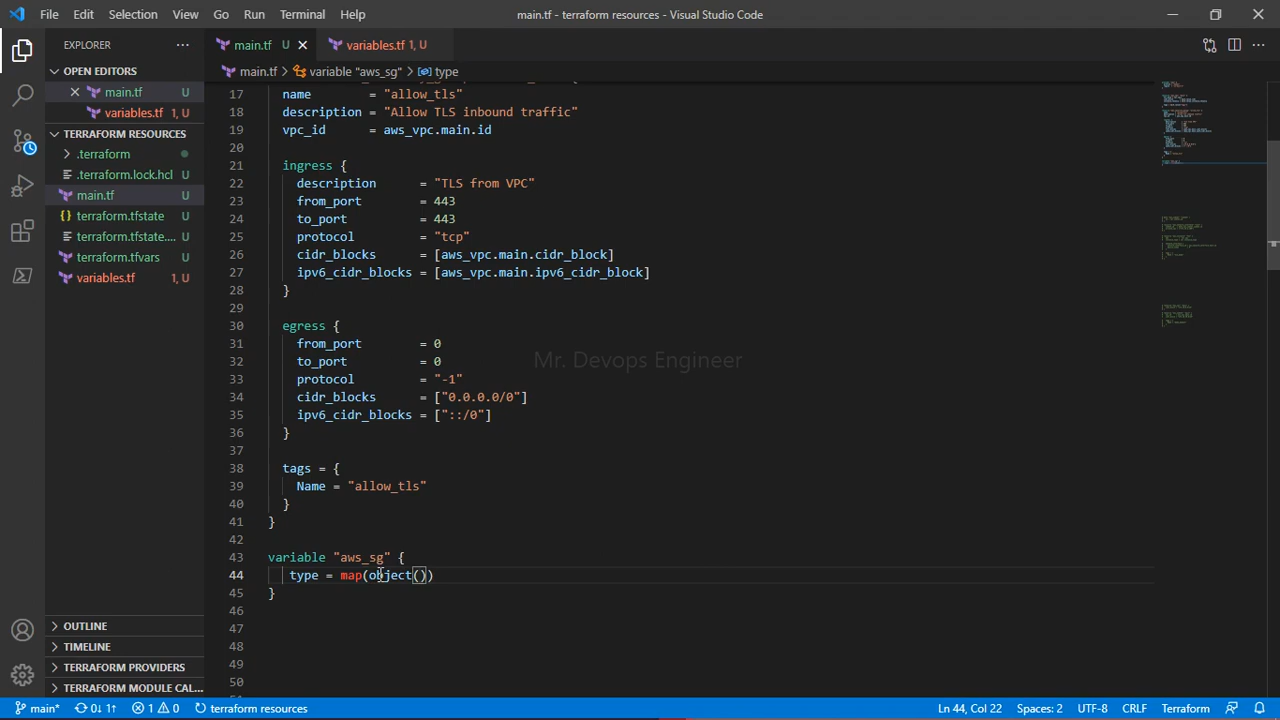 File Edit Selection View Go Run Terminal Help
main.tf - terraform resources - Visual Studio Code
EXPLORER
OPEN EDITORS
main.tf U
variables.tf 1, U
TERRAFORM RESOURCES
.terraform
.terraform.lock.hcl U
main.tf U
terraform.tfstate U
terraform.tfstate.... U
terraform.tfvars U
variables.tf 1, U
OUTLINE
TIMELINE
TERRAFORM PROVIDERS
TERRAFORM MODULE CAL...
main.tf U
variables.tf 1, U
main.tf > variable "aws_sg" > type
17 name = "allow_tls"
18 description = "Allow TLS inbound traffic"
19 vpc_id = aws_vpc.main.id
20
21 ingress {
22 description = "TLS from VPC"
23 from_port = 443
24 to_port = 443
25 protocol = "tcp"
26 cidr_blocks = [aws_vpc.main.cidr_block]
27 ipv6_cidr_blocks = [aws_vpc.main.ipv6_cidr_block]
28 }
29
30 egress {
31 from_port = 0
32 to_port = 0
33 protocol = "-1"
34 cidr_blocks = ["0.0.0.0/0"]
35 ipv6_cidr_blocks = ["::/0"]
36 }
37
38 tags = {
39 Name = "allow_tls"
40 }
41 }
42
43 variable "aws_sg" {
44 type = map(object())
45 }
46
47
48
49
50
Mr. Devops Engineer
main* 0↓ 1↑ 1 0 terraform resources
Ln 44, Col 22 Spaces: 2 UTF-8 CRLF Terraform